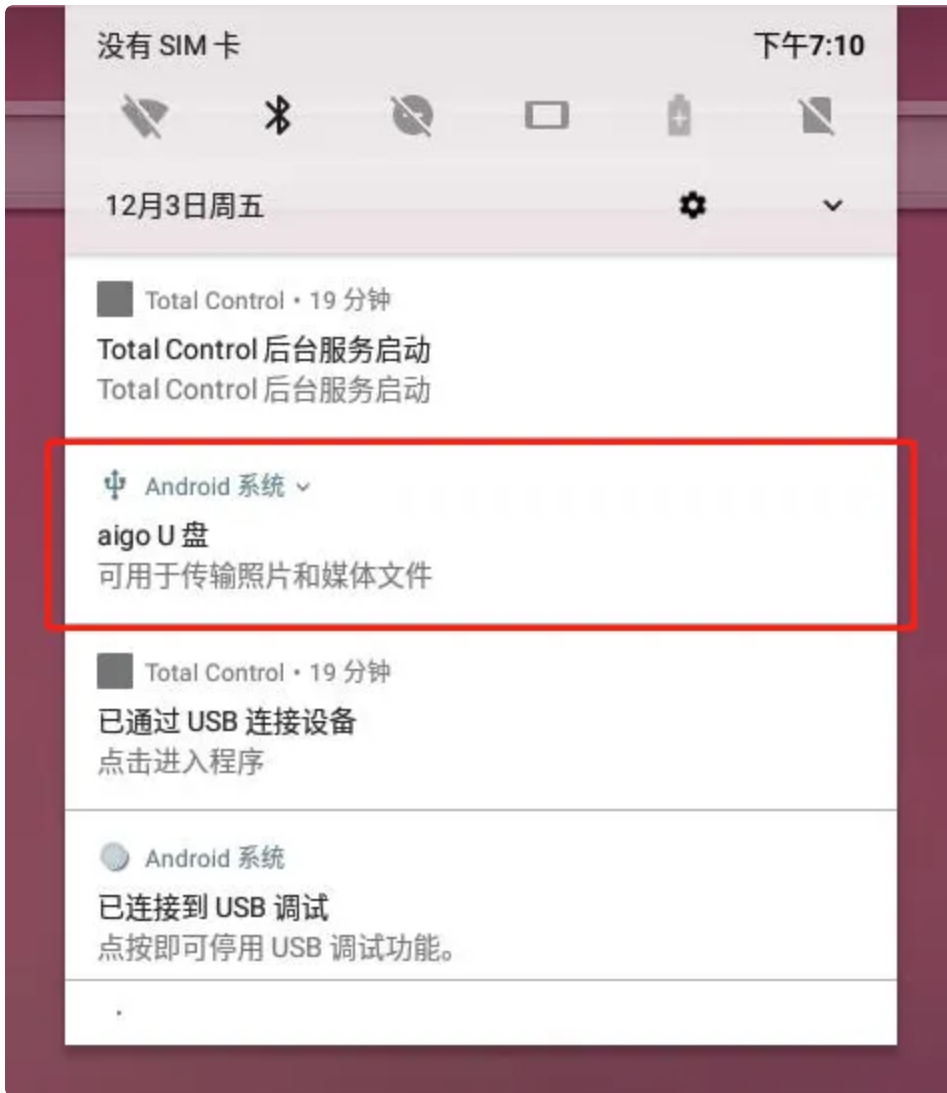 没有 SIM 卡
下午7:10
12月3日周五
Total Control • 19 分钟
Total Control 后台服务启动
Total Control 后台服务启动
Android 系统
aigo U 盘
可用于传输照片和媒体文件
Total Control • 19 分钟
已通过 USB 连接设备
点击进入程序
Android 系统
已连接到 USB 调试
点按即可停用 USB 调试功能。